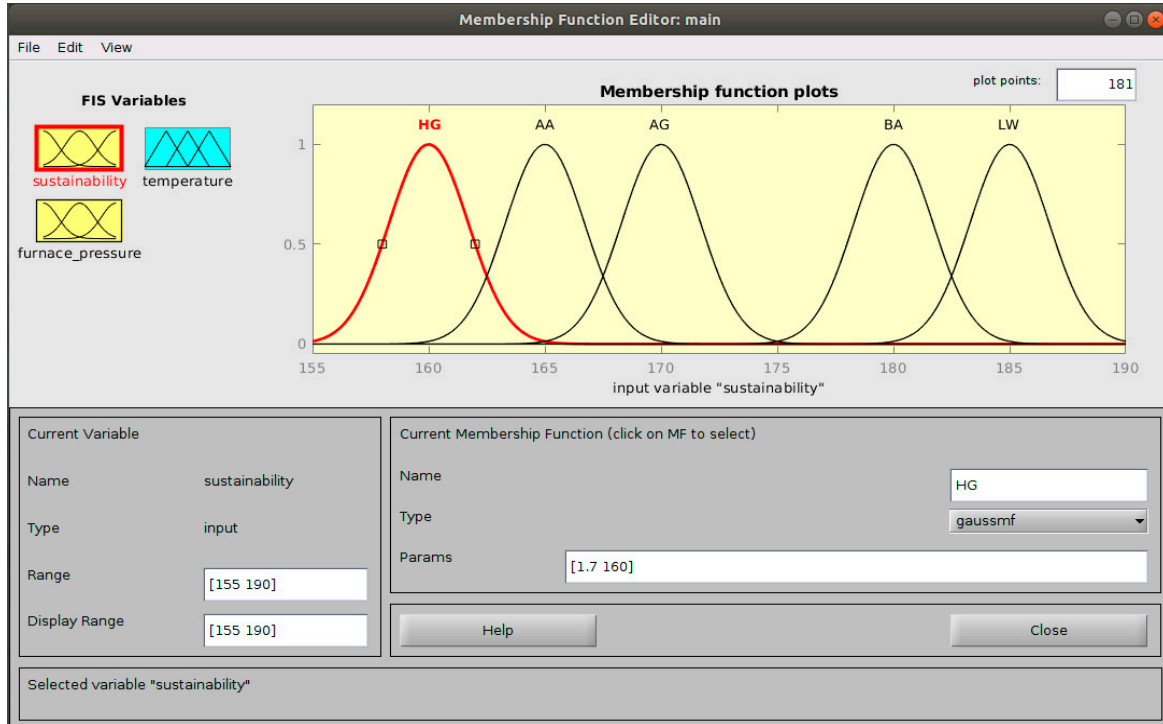 Membership Function Editor: main
File Edit View
FIS Variables
sustainability
temperature
furnace_pressure
Membership function plots
plot points:
181
HG AA AG BA LW
1
0.5
0
155 160 165 170 175 180 185 190
input variable "sustainability"
Current Variable
Name sustainability
Type input
Range [155 190]
Display Range [155 190]
Current Membership Function (click on MF to select)
Name HG
Type gaussmf
Params [1.7 160]
Help Close
Selected variable "sustainability"